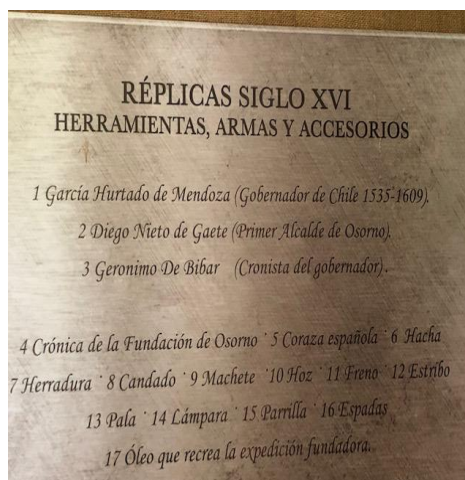 RÉPLICAS SIGLO XVI
HERRAMIENTAS, ARMAS Y ACCESORIOS
1 García Hurtado de Mendoza (Gobernador de Chile 1535-1609).
2 Diego Nieto de Gaete (Primer Alcalde de Osorno).
3 Geronimo De Bibar (Cronista del gobernador).
4 Crónica de la Fundación de Osorno · 5 Coraza española · 6 Hacha
7 Herradura · 8 Candado · 9 Machete · 10 Hoz · 11 Freno · 12 Estribo
13 Pala · 14 Lámpara · 15 Parrilla · 16 Espadas
17 Óleo que recrea la expedición fundadora.